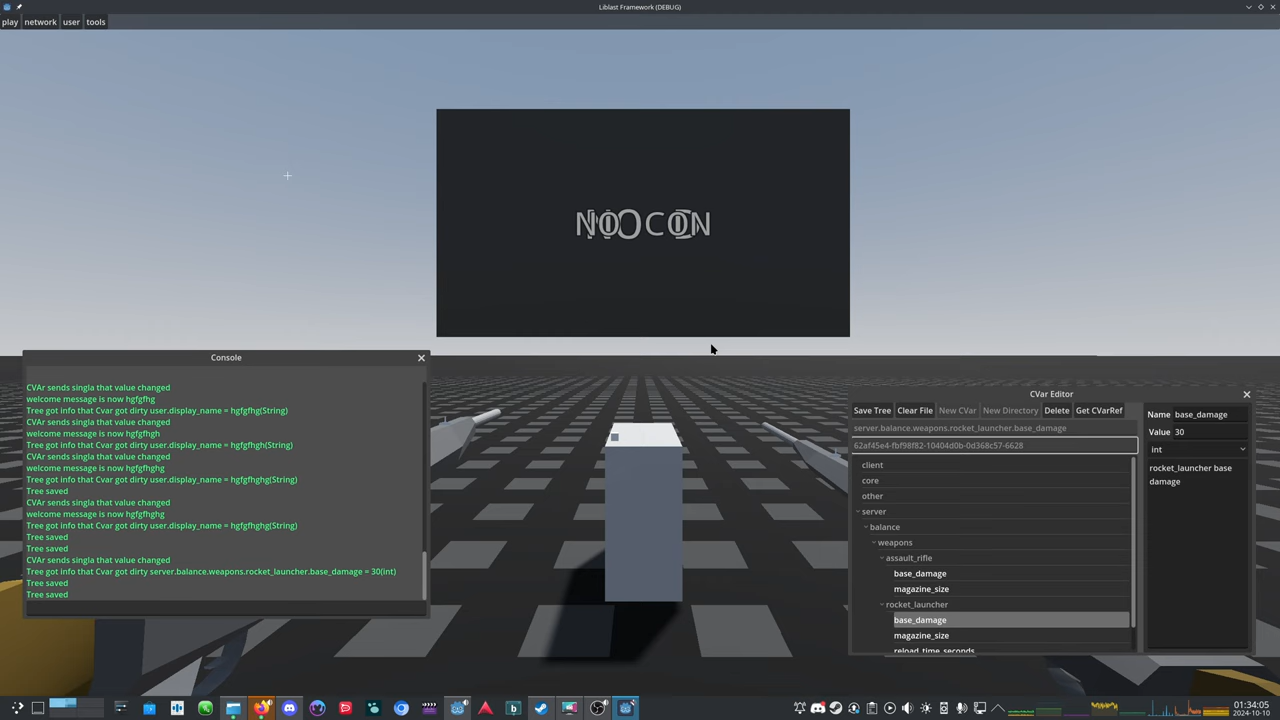 Liblast Framework (DEBUG)
play network user tools
Console
CVAr sends singla that value changed
welcome message is now hgfgfhg
Tree got info that Cvar got dirty user.display_name = hgfgfhg(String)
CVAr sends singla that value changed
welcome message is now hgfgfhgh
Tree got info that Cvar got dirty user.display_name = hgfgfhgh(String)
CVAr sends singla that value changed
welcome message is now hgfgfhghg
Tree got info that Cvar got dirty user.display_name = hgfgfhghg(String)
Tree saved
CVAr sends singla that value changed
welcome message is now hgfgfhghg
Tree got info that Cvar got dirty user.display_name = hgfgfhghg(String)
Tree saved
Tree saved
CVAr sends singla that value changed
Tree got info that Cvar got dirty server.balance.weapons.rocket_launcher.base_damage = 30(int)
Tree saved
Tree saved
CVar Editor
Save Tree Clear File New CVar New Directory Delete Get CVarRef
server.balance.weapons.rocket_launcher.base_damage
62af45e4-fbf98f82-10404d0b-0d368c57-6628
client
core
other
server
balance
weapons
assault_rifle
base_damage
magazine_size
rocket_launcher
base_damage
magazine_size
reload_time_seconds
Name base_damage
Value 30
int
rocket_launcher base
damage
01:34:05
2024-10-10